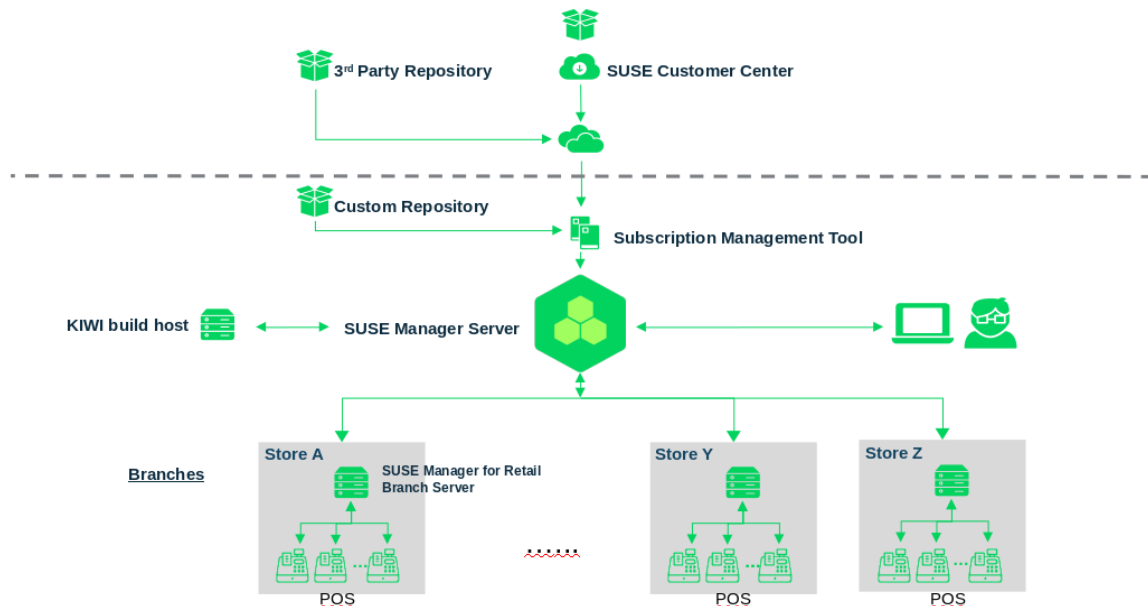 3rd Party Repository
SUSE Customer Center
Custom Repository
Subscription Management Tool
KIWI build host
SUSE Manager Server
Branches
Store A
SUSE Manager for Retail
Branch Server
Store Y
Store Z
...
......
...
...
POS
POS
POS